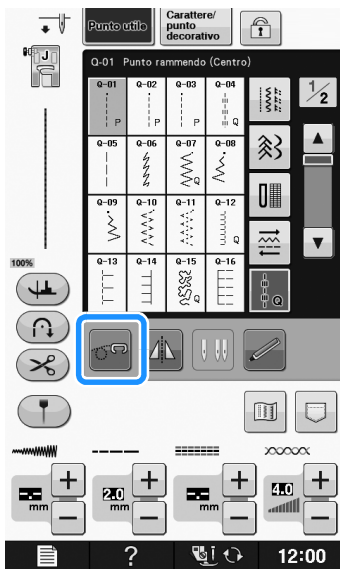 Punto utile
Carattere/
punto
decorativo
J
Q-01 Punto rammendo (Centro)
Q-01 Q-02 Q-03 Q-04
P P P Q
1/2
Q-05 Q-06 Q-07 Q-08
Q
Q-09 Q-10 Q-11 Q-12
Q
100%
Q-13 Q-14 Q-15 Q-16
Q
Q
-.- 2.0 -.- 4.0
mm mm mm
+ + + +
− − − −
? 12:00